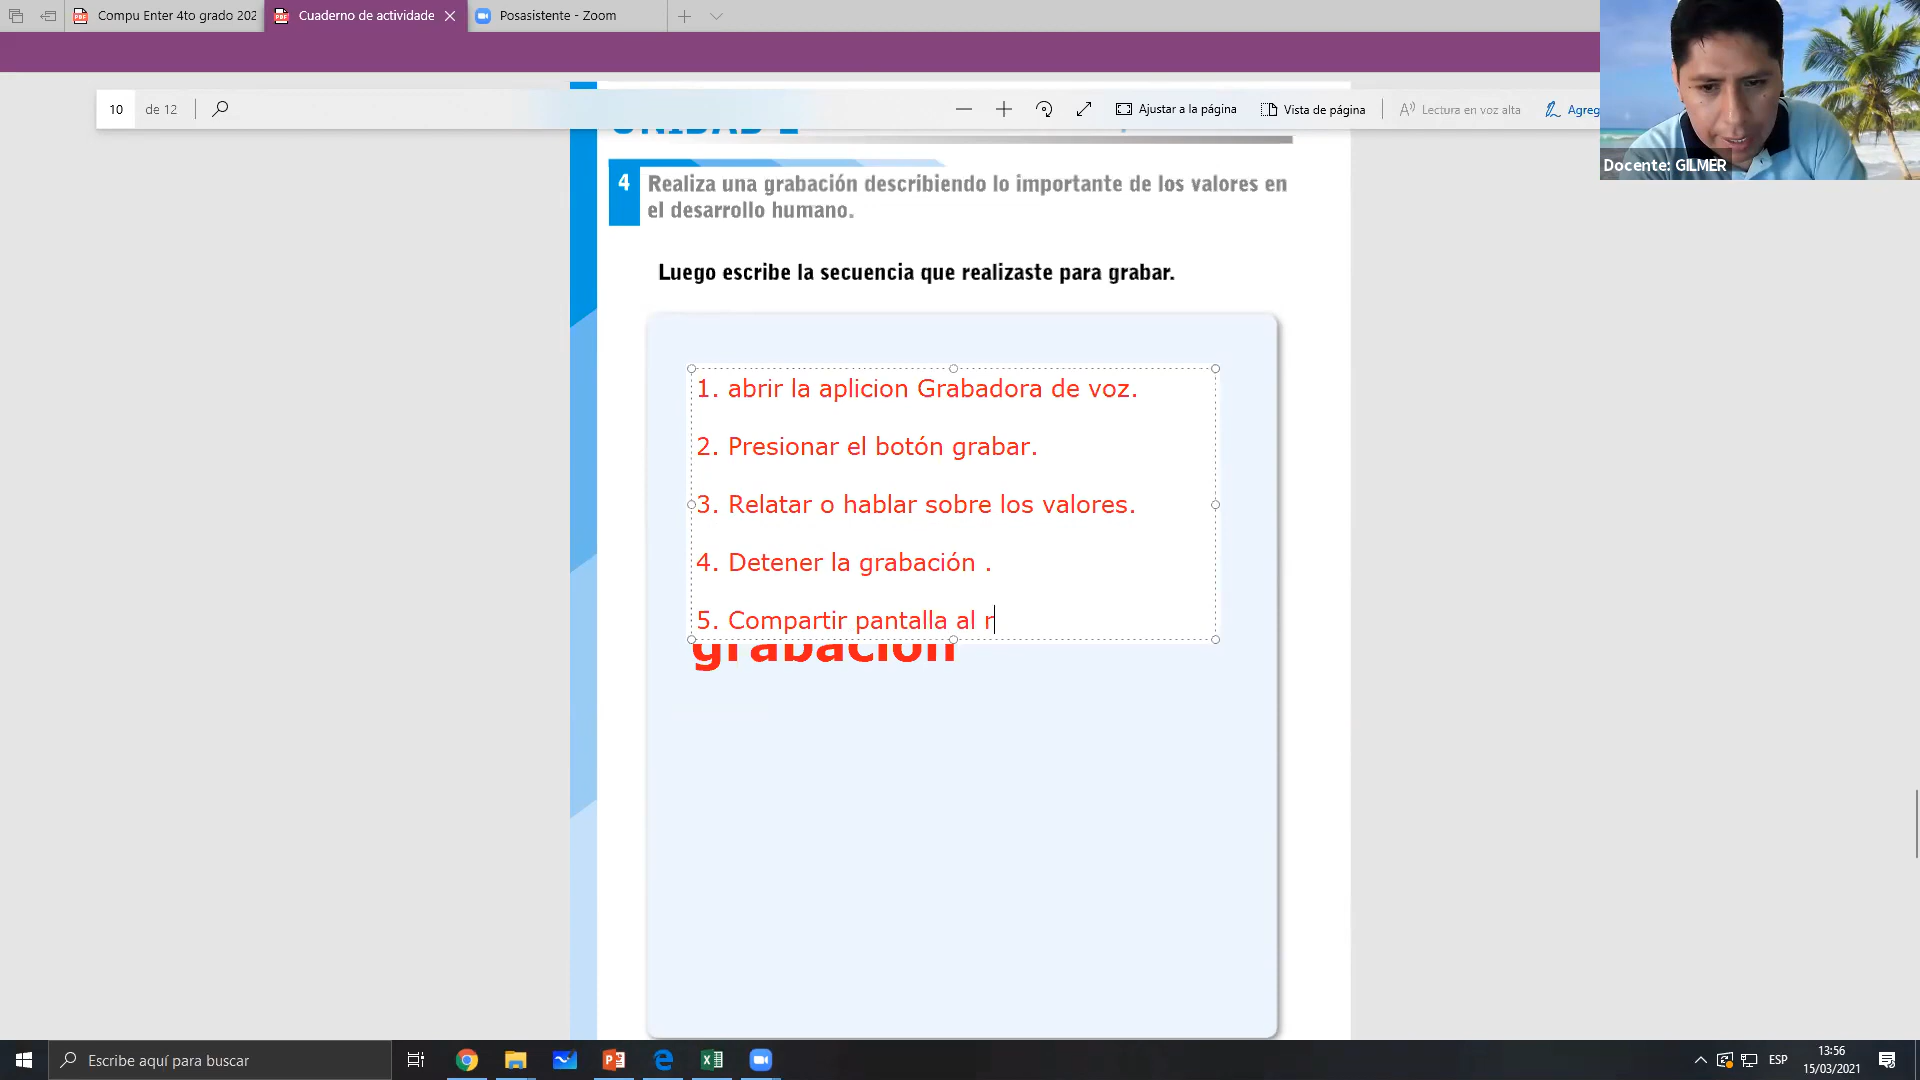 Compu Enter 4to grado 202
Cuaderno de actividade
Posasistente - Zoom
10 de 12
Ajustar a la página
Vista de página
Lectura en voz alta
Agreg
Docente: GILMER
4 Realiza una grabación describiendo lo importante de los valores en
el desarrollo humano.
Luego escribe la secuencia que realizaste para grabar.
1. abrir la aplicion Grabadora de voz.
2. Presionar el botón grabar.
3. Relatar o hablar sobre los valores.
4. Detener la grabación .
5. Compartir pantalla al r
grabación
Escribe aquí para buscar
ESP
13:56
15/03/2021